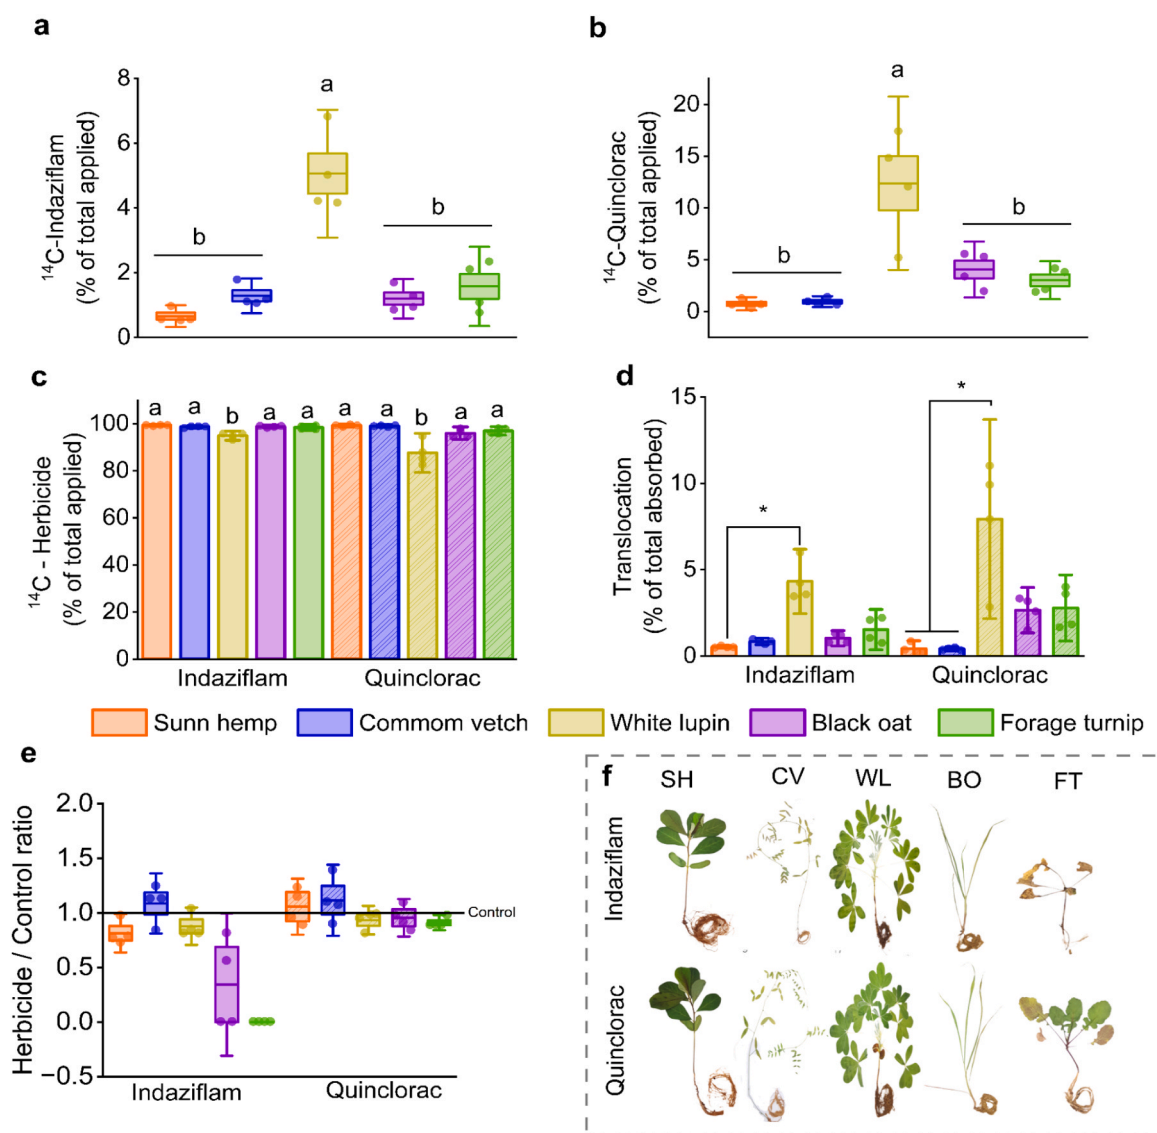 a
8
6
4
2
0
¹⁴C-Indaziflam
(% of total applied)
b
a
b
b
20
15
10
5
0
¹⁴C-Quinclorac
(% of total applied)
b
a
b
c
100
80
60
40
20
0
¹⁴C - Herbicide
(% of total applied)
a a b a a a a b a a
Indaziflam Quinclorac
d
15
10
5
0
Translocation
(% of total absorbed)
*
*
Indaziflam Quinclorac
Sunn hemp Commom vetch White lupin Black oat Forage turnip
e
2.0
1.5
1.0
0.5
0.0
−0.5
Herbicide / Control ratio
Control
Indaziflam Quinclorac
f
SH CV WL BO FT
Indaziflam
Quinclorac